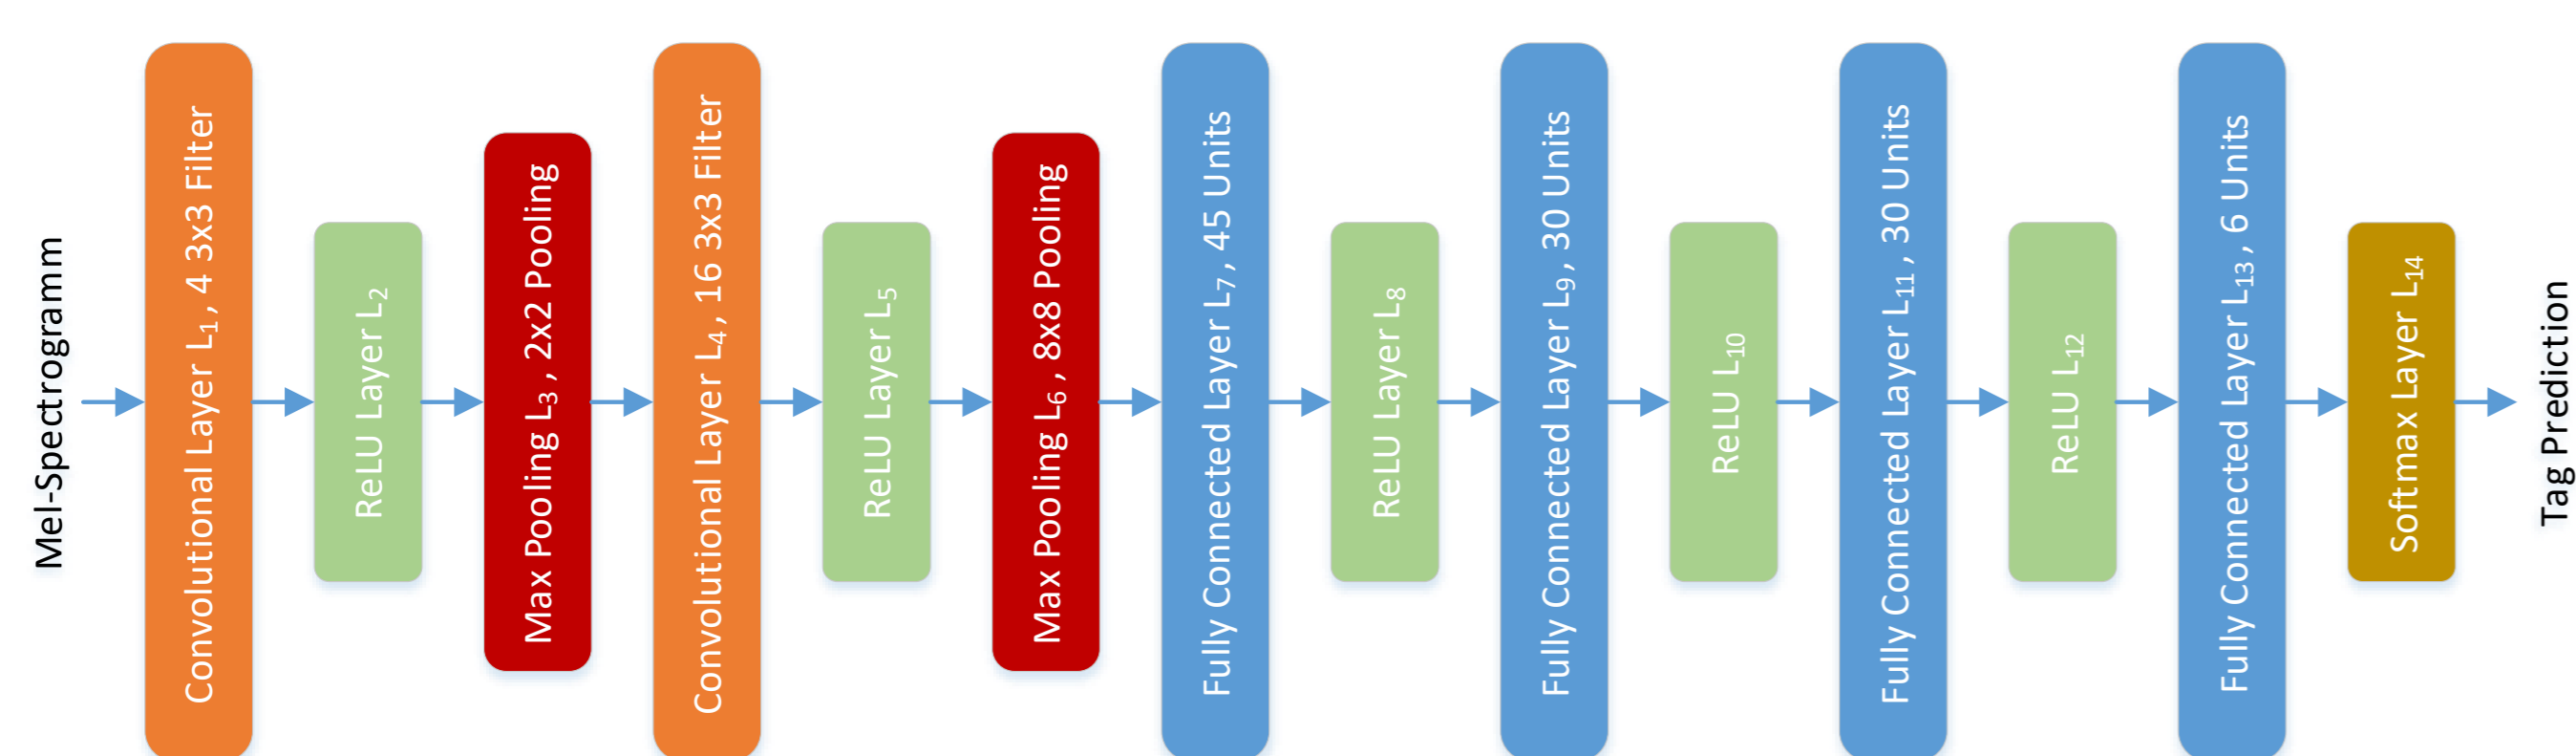 Mel-Spectrogramm
Convolutional Layer L₁, 4 3x3 Filter
ReLU Layer L₂
Max Pooling L₃, 2x2 Pooling
Convolutional Layer L₄, 16 3x3 Filter
ReLU Layer L₅
Max Pooling L₆, 8x8 Pooling
Fully Connected Layer L₇, 45 Units
ReLU Layer L₈
Fully Connected Layer L₉, 30 Units
ReLU L₁₀
Fully Connected Layer L₁₁, 30 Units
ReLU L₁₂
Fully Connected Layer L₁₃, 6 Units
Softmax Layer L₁₄
Tag Prediction